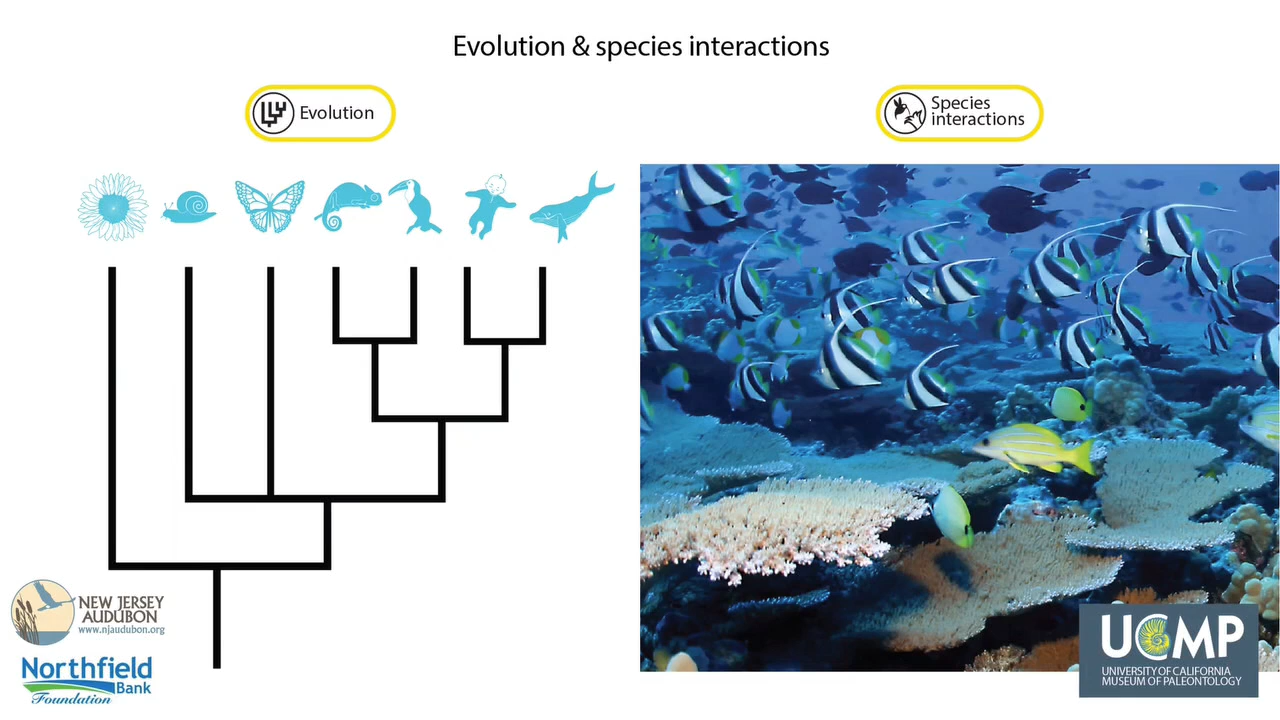 Evolution & species interactions
Evolution
Species
interactions
NEW JERSEY
AUDUBON
www.njaudubon.org
Northfield
Bank
Foundation
UCMP
UNIVERSITY OF CALIFORNIA
MUSEUM OF PALEONTOLOGY